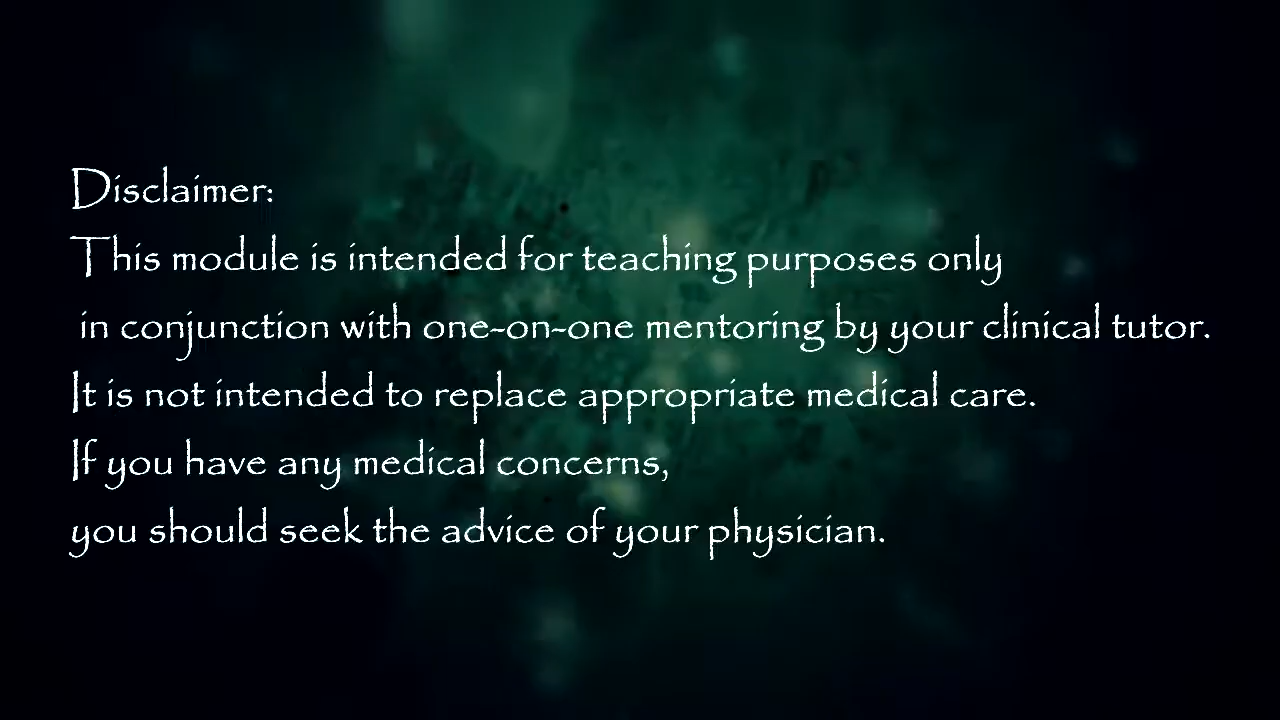 Disclaimer:
This module is intended for teaching purposes only
in conjunction with one-on-one mentoring by your clinical tutor.
It is not intended to replace appropriate medical care.
If you have any medical concerns,
you should seek the advice of your physician.